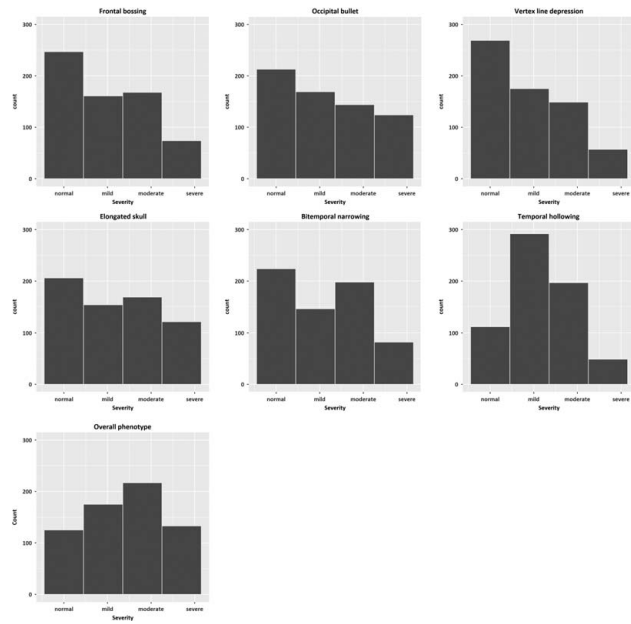 Frontal bossing
300
200
100
0
count
normal mild moderate severe
Severity
Occipital bullet
300
200
100
0
count
normal mild moderate severe
Severity
Vertex line depression
300
200
100
0
count
normal mild moderate severe
Severity
Elongated skull
300
200
100
0
count
normal mild moderate severe
Severity
Bitemporal narrowing
300
200
100
0
count
normal mild moderate severe
Severity
Temporal hollowing
300
200
100
0
count
normal mild moderate severe
Severity
Overall phenotype
300
200
100
0
Count
normal mild moderate severe
Severity